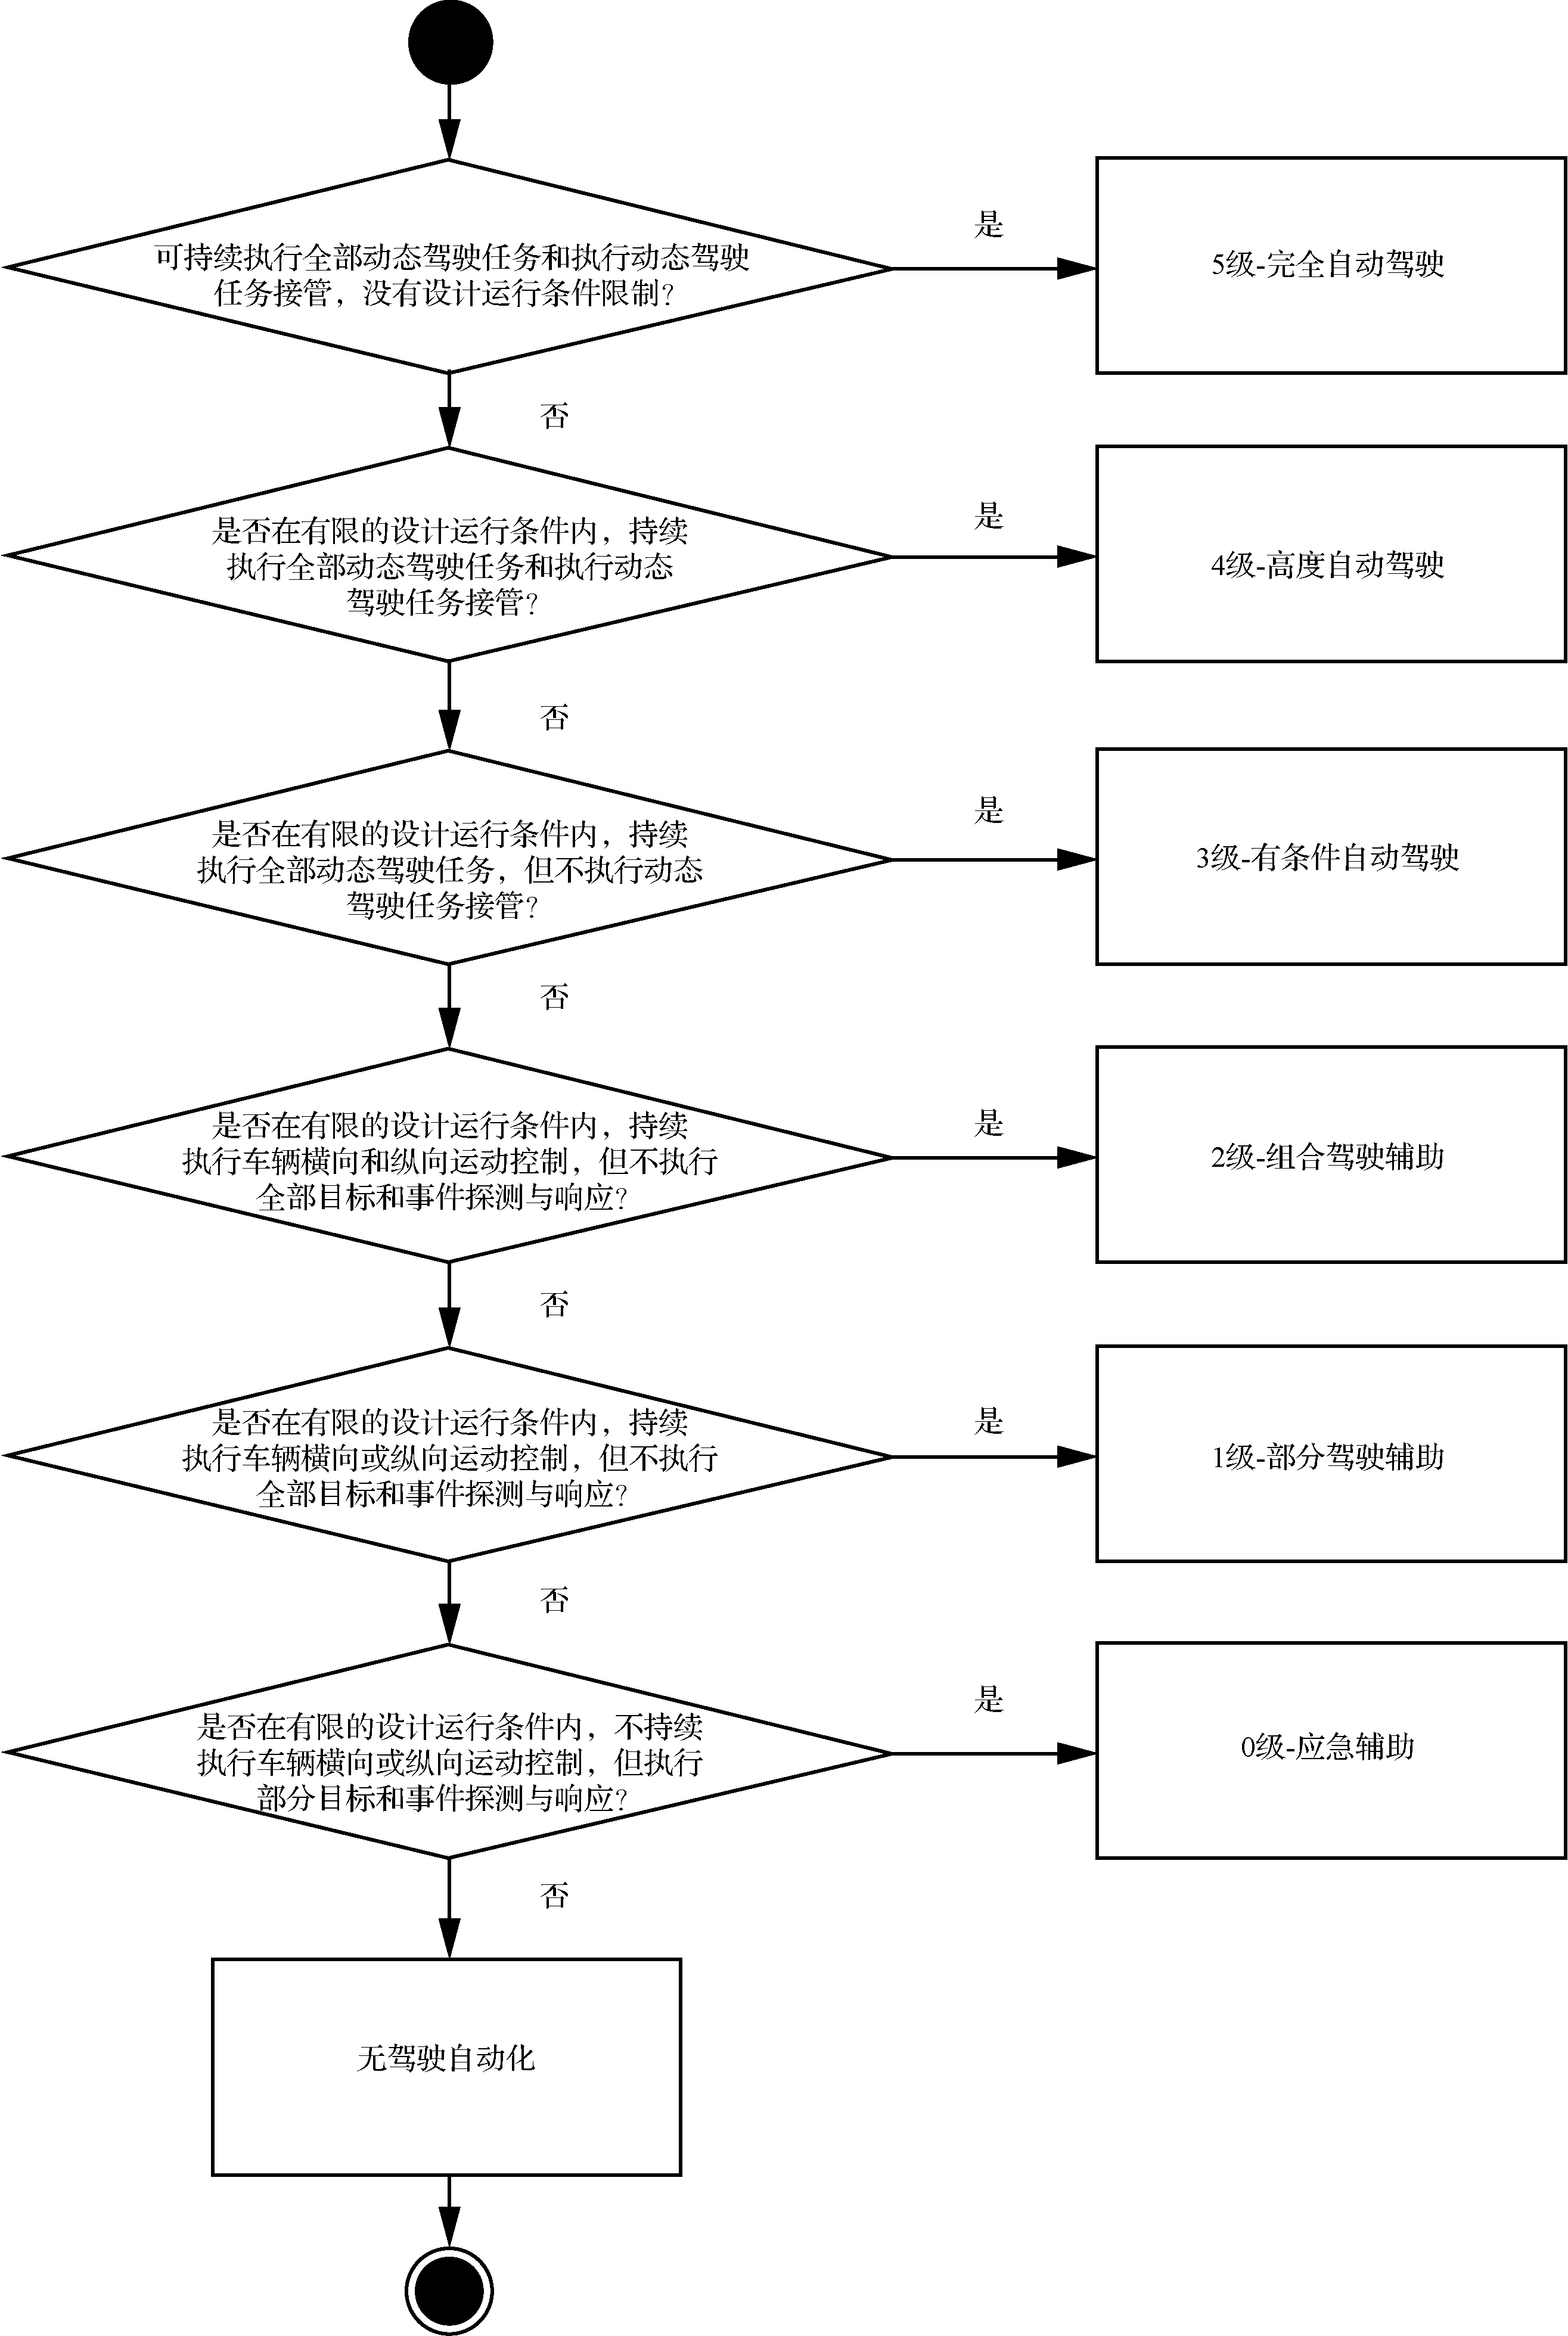 可持续执行全部动态驾驶任务和执行动态驾驶
任务接管，没有设计运行条件限制？
是
5级-完全自动驾驶
否
是否在有限的设计运行条件内，持续
执行全部动态驾驶任务和执行动态
驾驶任务接管？
是
4级-高度自动驾驶
否
是否在有限的设计运行条件内，持续
执行全部动态驾驶任务，但不执行动态
驾驶任务接管？
是
3级-有条件自动驾驶
否
是否在有限的设计运行条件内，持续
执行车辆横向和纵向运动控制，但不执行
全部目标和事件探测与响应？
是
2级-组合驾驶辅助
否
是否在有限的设计运行条件内，持续
执行车辆横向或纵向运动控制，但不执行
全部目标和事件探测与响应？
是
1级-部分驾驶辅助
否
是否在有限的设计运行条件内，不持续
执行车辆横向或纵向运动控制，但执行
部分目标和事件探测与响应？
是
0级-应急辅助
否
无驾驶自动化